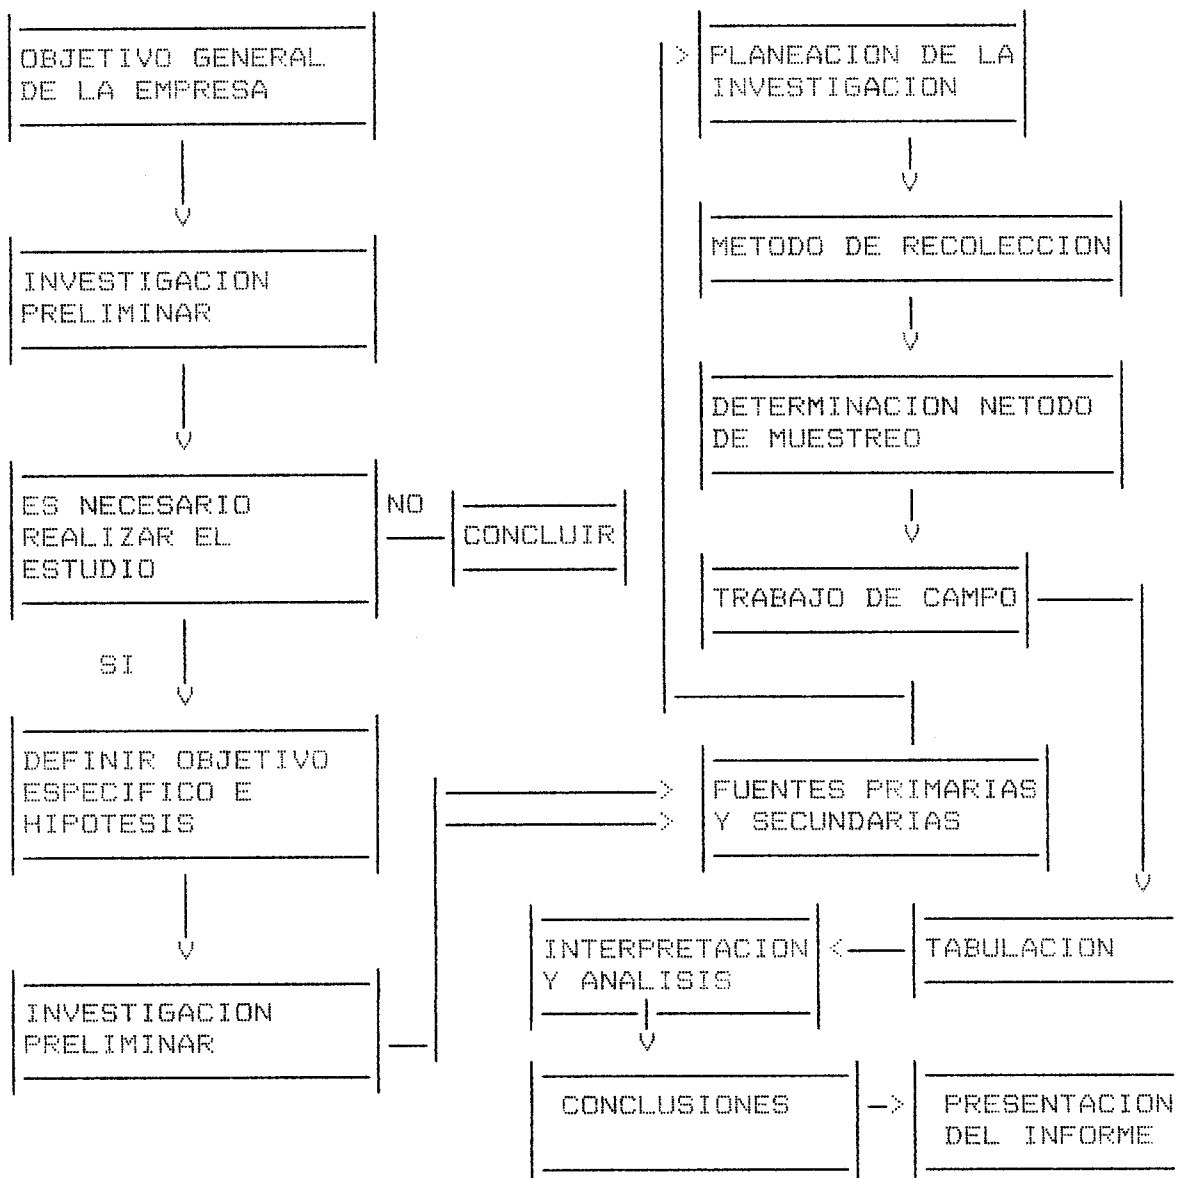 OBJETIVO GENERAL
DE LA EMPRESA
INVESTIGACION
PRELIMINAR
ES NECESARIO
REALIZAR EL
ESTUDIO
NO
CONCLUIR
SI
DEFINIR OBJETIVO
ESPECIFICO E
HIPOTESIS
INVESTIGACION
PRELIMINAR
FUENTES PRIMARIAS
Y SECUNDARIAS
PLANEACION DE LA
INVESTIGACION
METODO DE RECOLECCION
DETERMINACION NETODO
DE MUESTREO
TRABAJO DE CAMPO
TABULACION
INTERPRETACION
Y ANALISIS
CONCLUSIONES
PRESENTACION
DEL INFORME